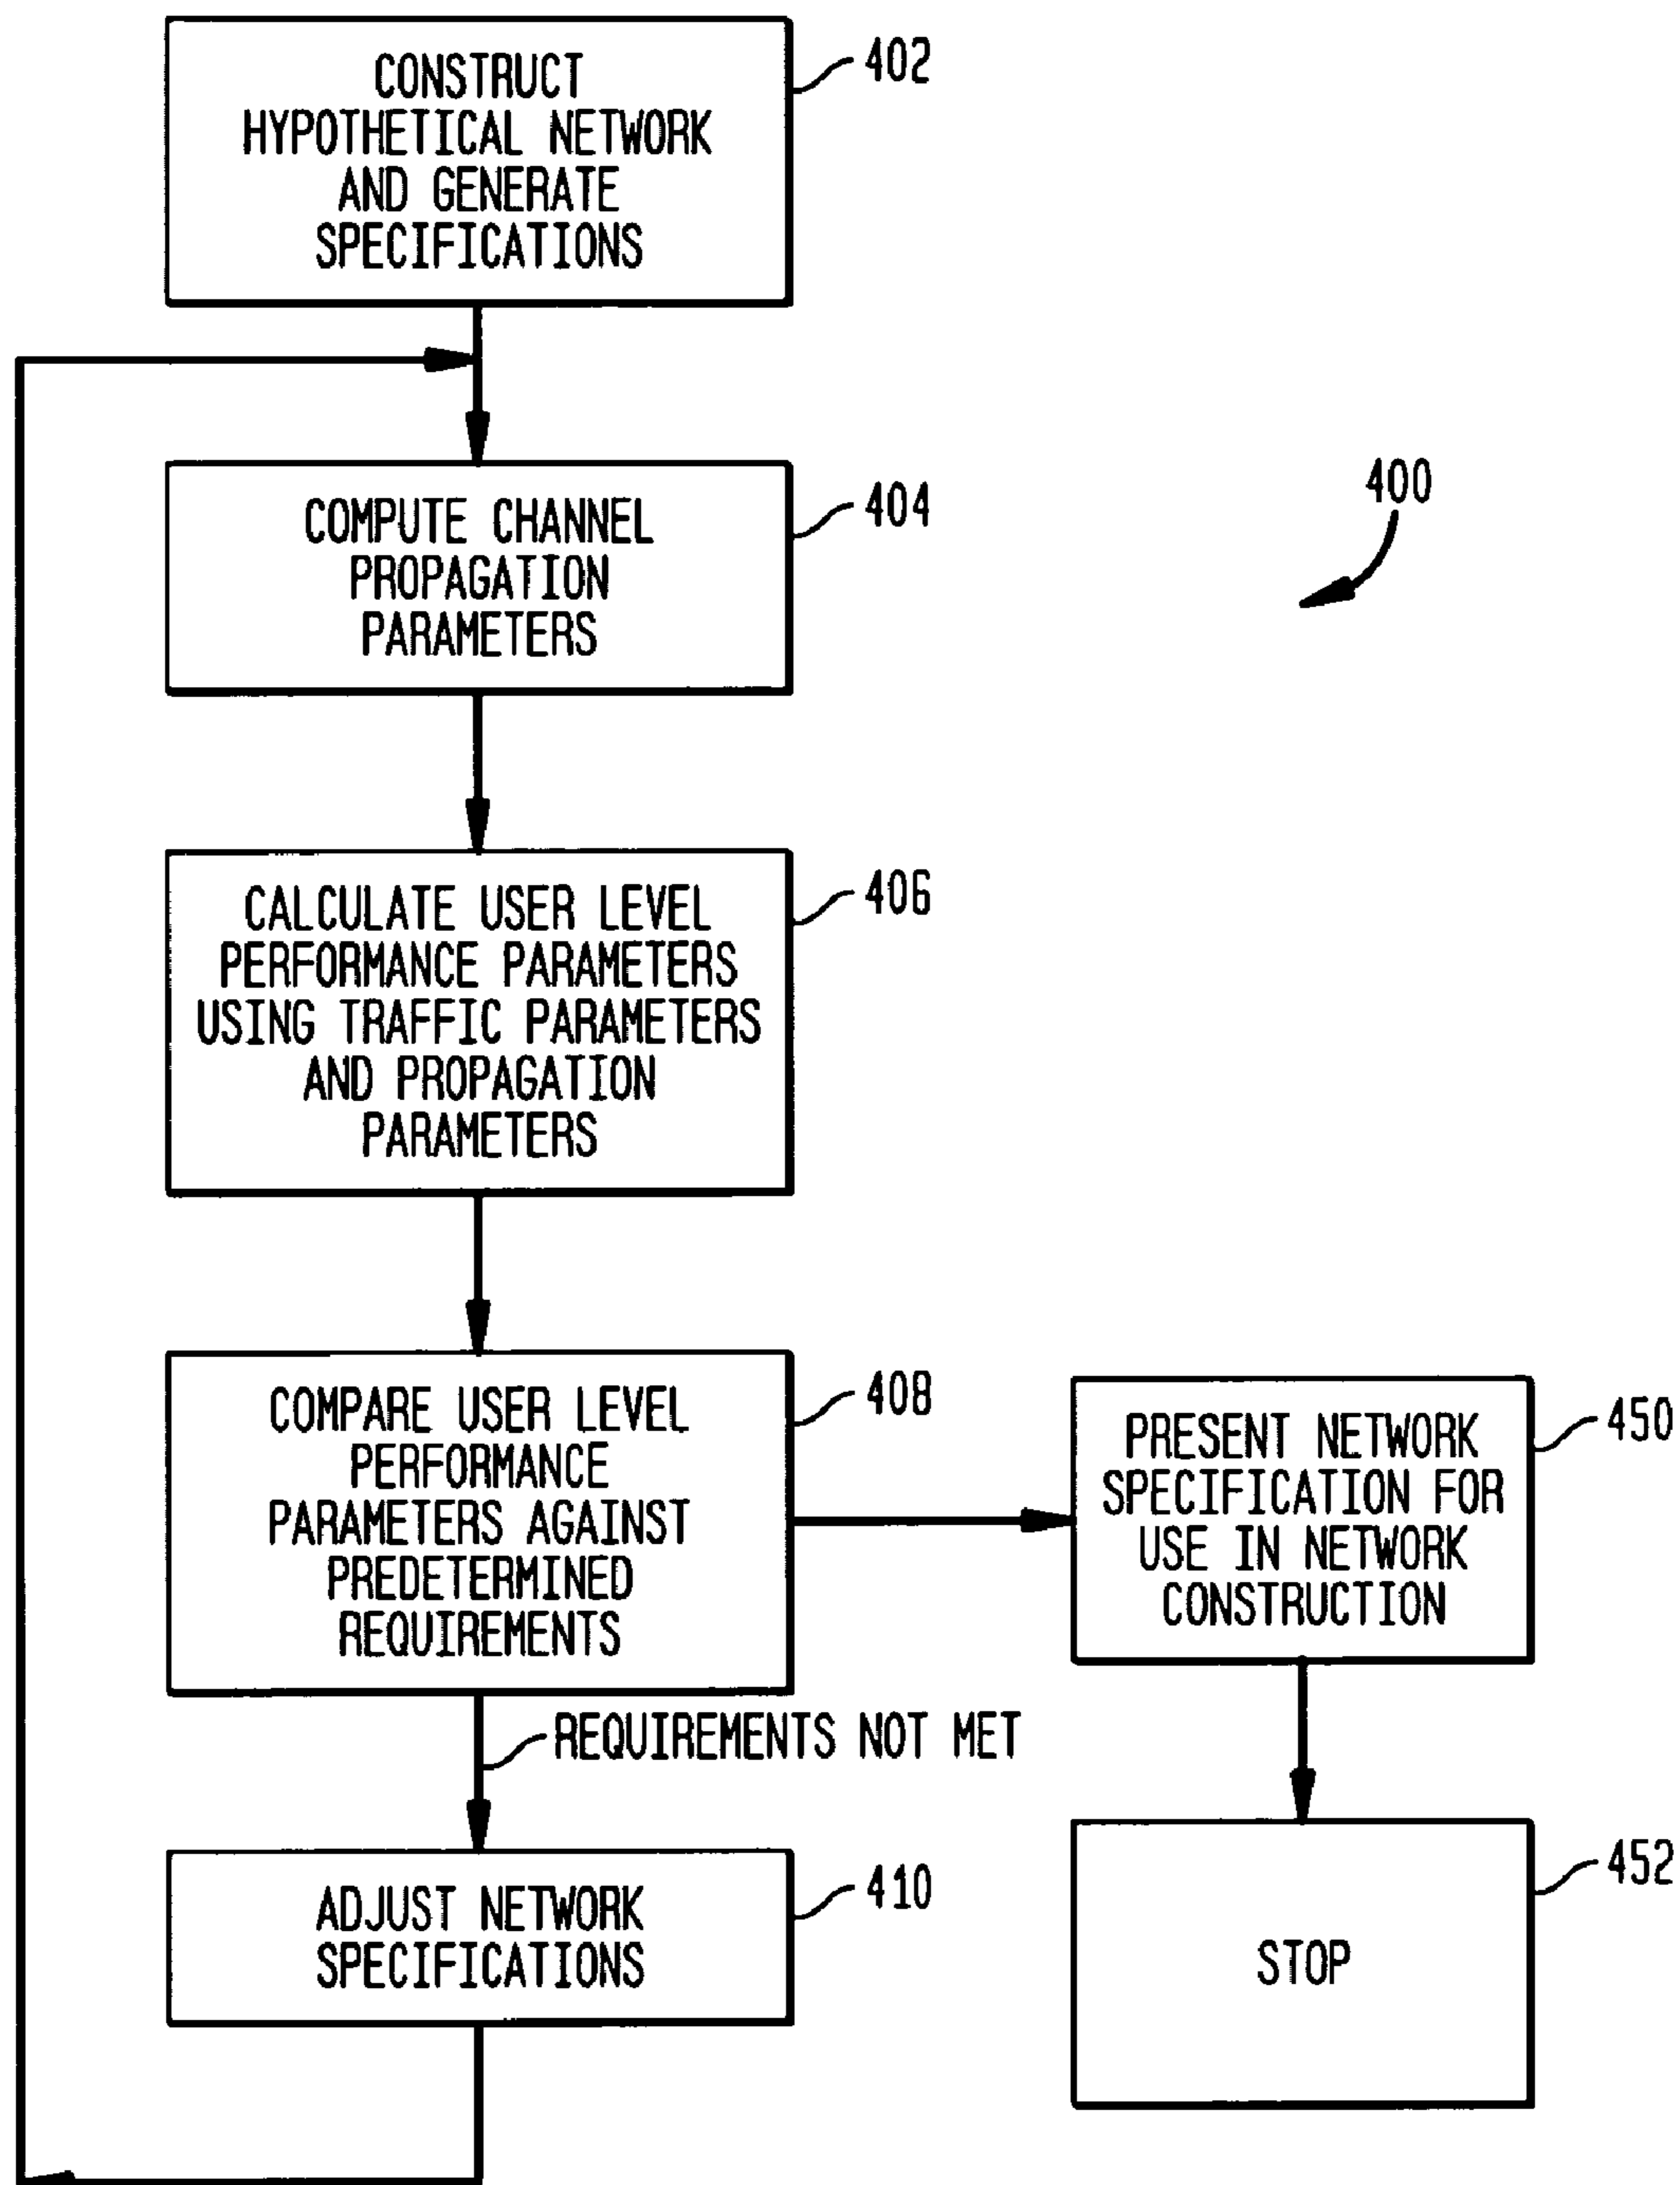 CONSTRUCT
HYPOTHETICAL NETWORK
AND GENERATE
SPECIFICATIONS
402
COMPUTE CHANNEL
PROPAGATION
PARAMETERS
404
400
CALCULATE USER LEVEL
PERFORMANCE PARAMETERS
USING TRAFFIC PARAMETERS
AND PROPAGATION
PARAMETERS
406
COMPARE USER LEVEL
PERFORMANCE
PARAMETERS AGAINST
PREDETERMINED
REQUIREMENTS
408
PRESENT NETWORK
SPECIFICATION FOR
USE IN NETWORK
CONSTRUCTION
450
REQUIREMENTS NOT MET
ADJUST NETWORK
SPECIFICATIONS
410
STOP
452